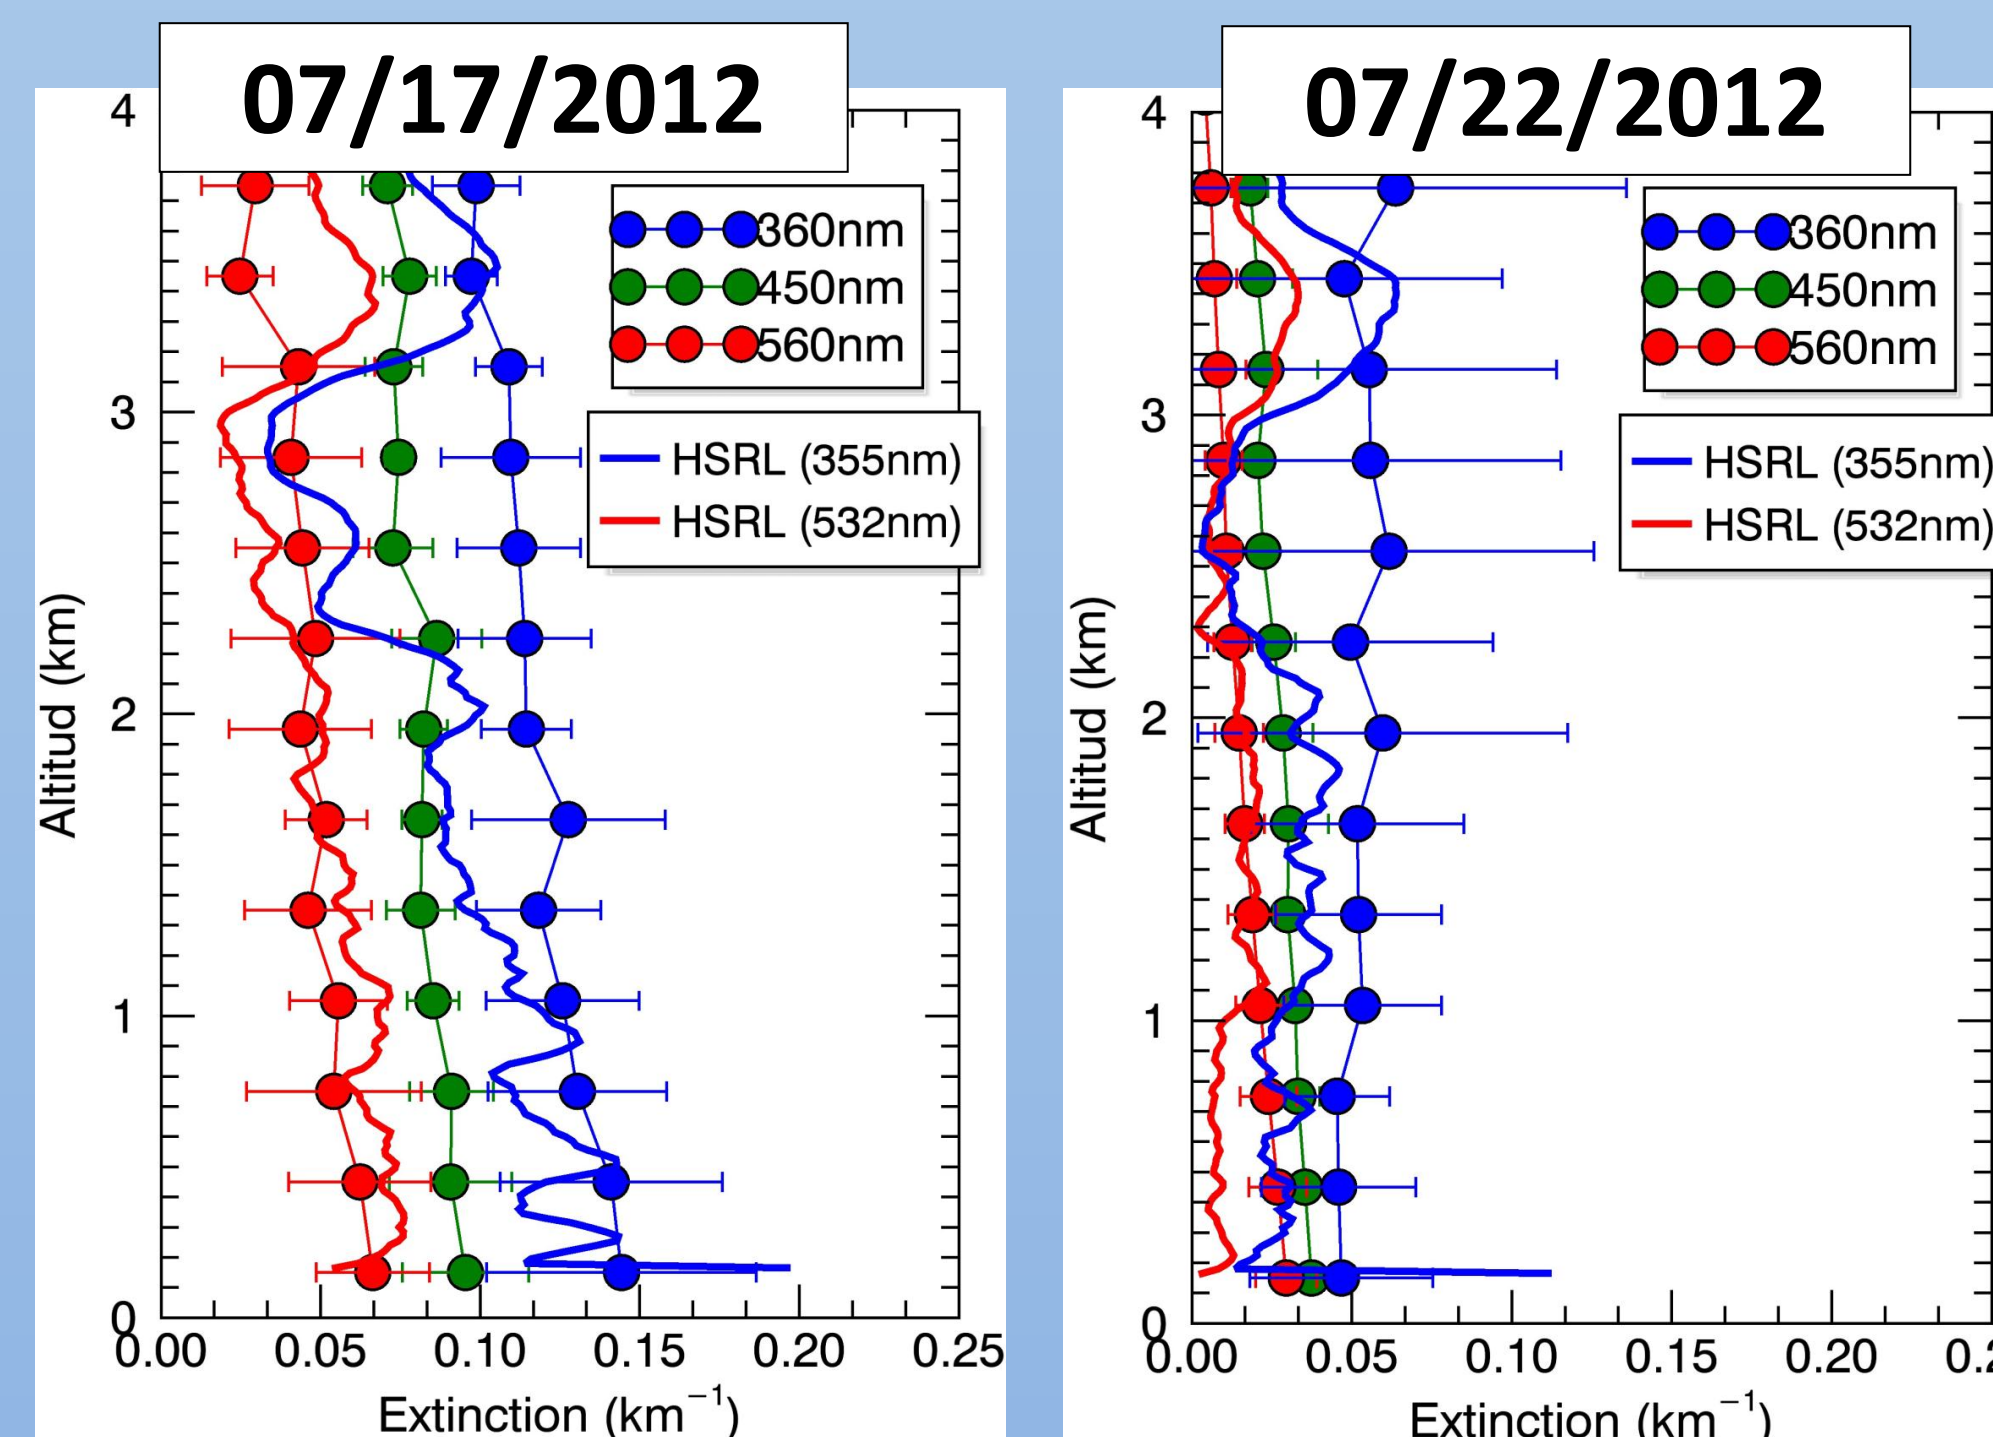 07/17/2012
4
3
2
1
0
0.00 0.05 0.10 0.15 0.20 0.25
Altitud (km)
Extinction (km⁻¹)
360nm
450nm
560nm
HSRL (355nm)
HSRL (532nm)
07/22/2012
4
3
2
1
0
0.00 0.05 0.10 0.15 0.20
Altitud (km)
Extinction (km⁻¹)
360nm
450nm
560nm
HSRL (355nm)
HSRL (532nm)